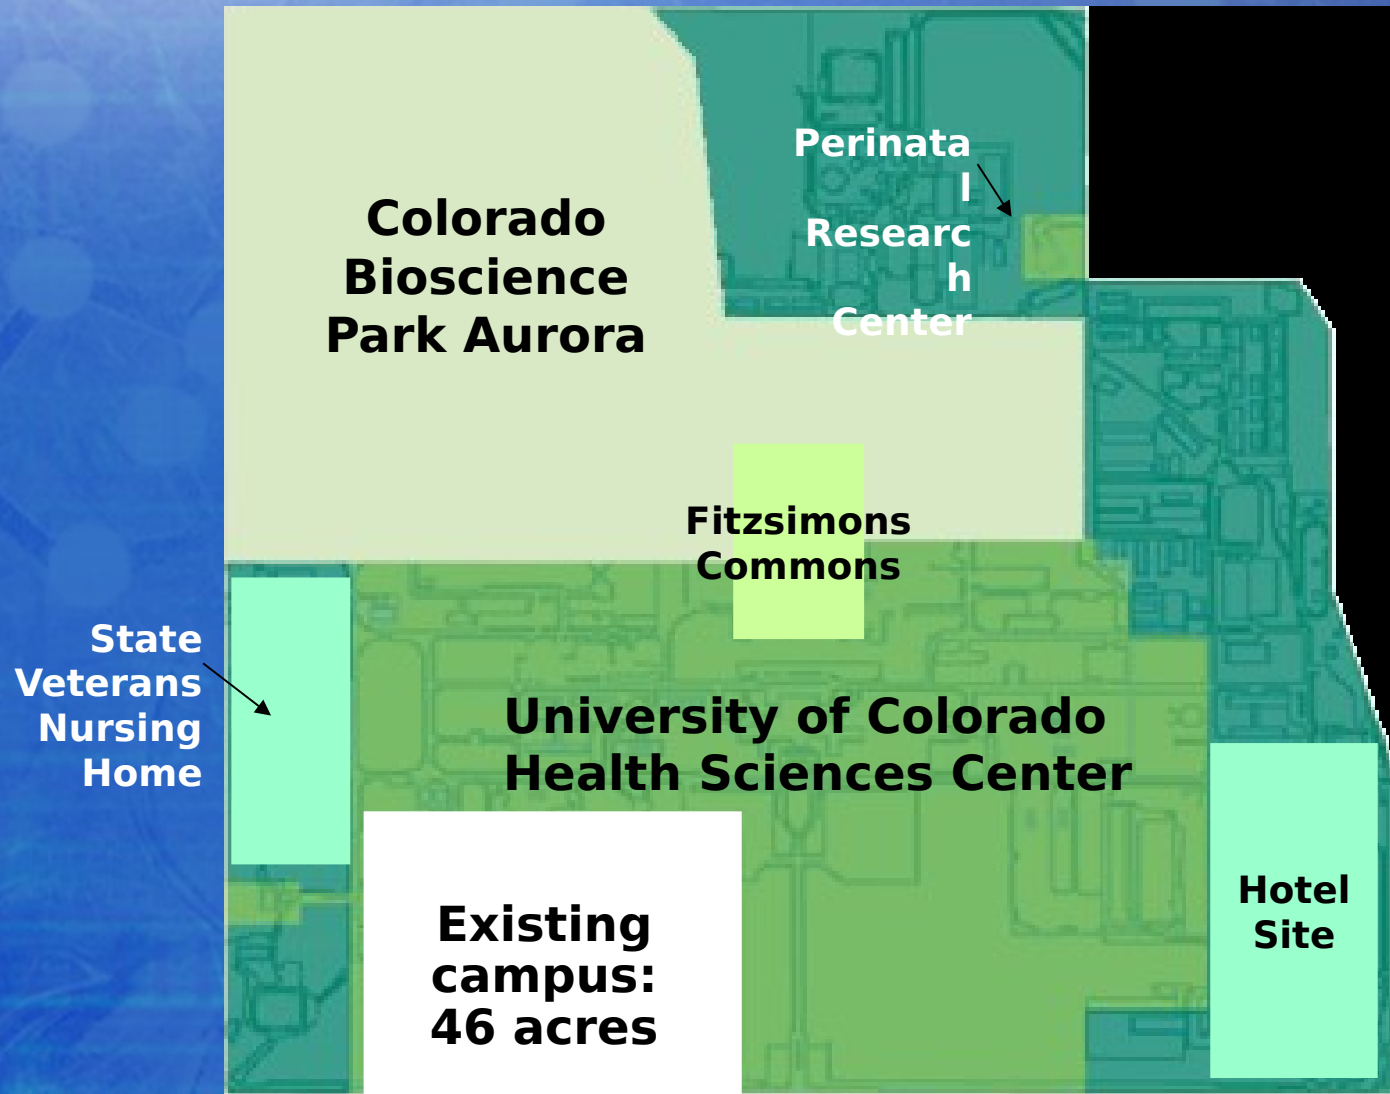 Perinata
l
Researc
h
Center
Colorado
Bioscience
Park Aurora
Fitzsimons
Commons
State
Veterans
Nursing
Home
University of Colorado
Health Sciences Center
Existing
campus:
46 acres
Hotel
Site